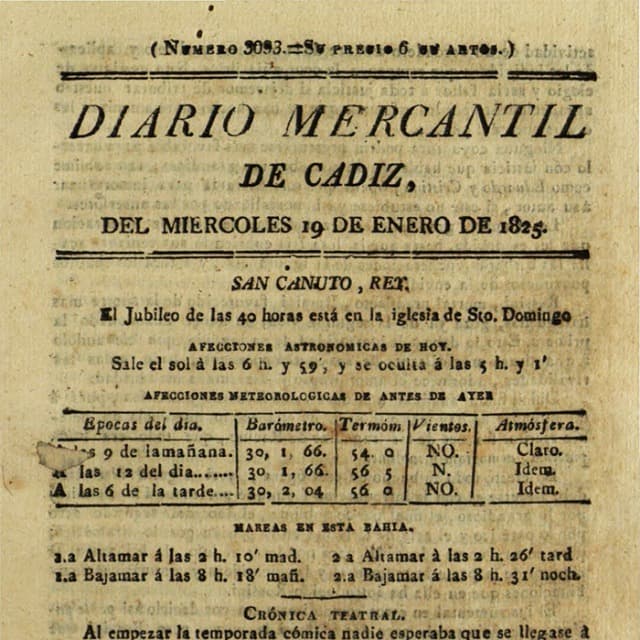 ( NUMERO 3093.=SU PRECIO 6 CUARTOS. )
DIARIO MERCANTIL
DE CADIZ,
DEL MIERCOLES 19 DE ENERO DE 1825.
SAN CANUTO, REY.
El Jubileo de las 40 horas está en la iglesia de Sto. Domingo
AFECCIONES ASTRONOMICAS DE HOY.
Sale el sol à las 6 h. y 59', y se oculta á las 5 h. y 1'
AFECCIONES METEOROLOGICAS DE ANTES DE AYER
Epocas del dia. Barómetro. Termóm. Vientos. Atmósfera.
las 9 de lamañana. 30, 1, 66. 54. 0 NO. Claro.
A las 12 del dia....... 30, 1, 66. 56 5 N. Idem.
A las 6 de la tarde.... 30, 2, 04 56 0 NO. Idem.
MAREAS EN ESTA BAHIA.
1.a Altamar á las 2 h. 10' mad. 2 a Altamar à las 2 h. 26' tard
1.a Bajamar á las 8 h. 18' mañ. 2.a Bajamar á las 8 h. 31' noch.
CRÓNICA TEATRAL.
Al empezar la temporada cómica nadie esperaba que se llegase á